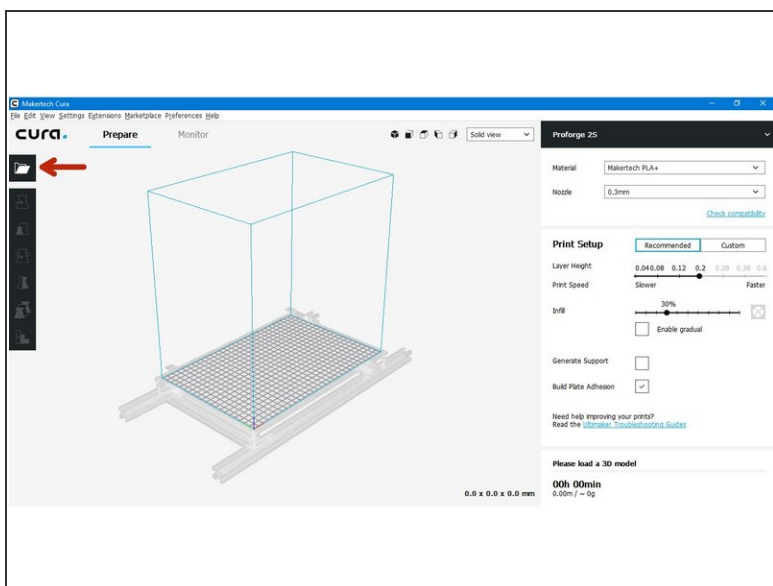 Makertech Cura
File Edit View Settings Extensions Marketplace Preferences Help
cura.
Prepare
Monitor
Solid view
Proforge 2S
Material
Makertech PLA+
Nozzle
0.3mm
Check compatibility
Print Setup
Recommended
Custom
Layer Height
0.04 0.08 0.12 0.2 0.28 0.36 0.6
Print Speed
Slower
Faster
Infill
30%
Enable gradual
Generate Support
Build Plate Adhesion
Need help improving your prints?
Read the Ultimaker Troubleshooting Guides
Please load a 3D model
00h 00min
0.00m / ~ 0g
0.0 x 0.0 x 0.0 mm